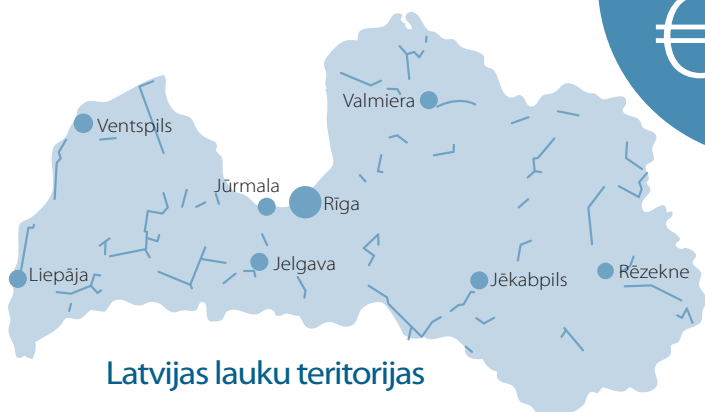 €
Valmiera
Ventspils
Jūrmala
Rīga
Jelgava
Liepāja
Jēkabpils
Rēzekne
Latvijas lauku teritorijas